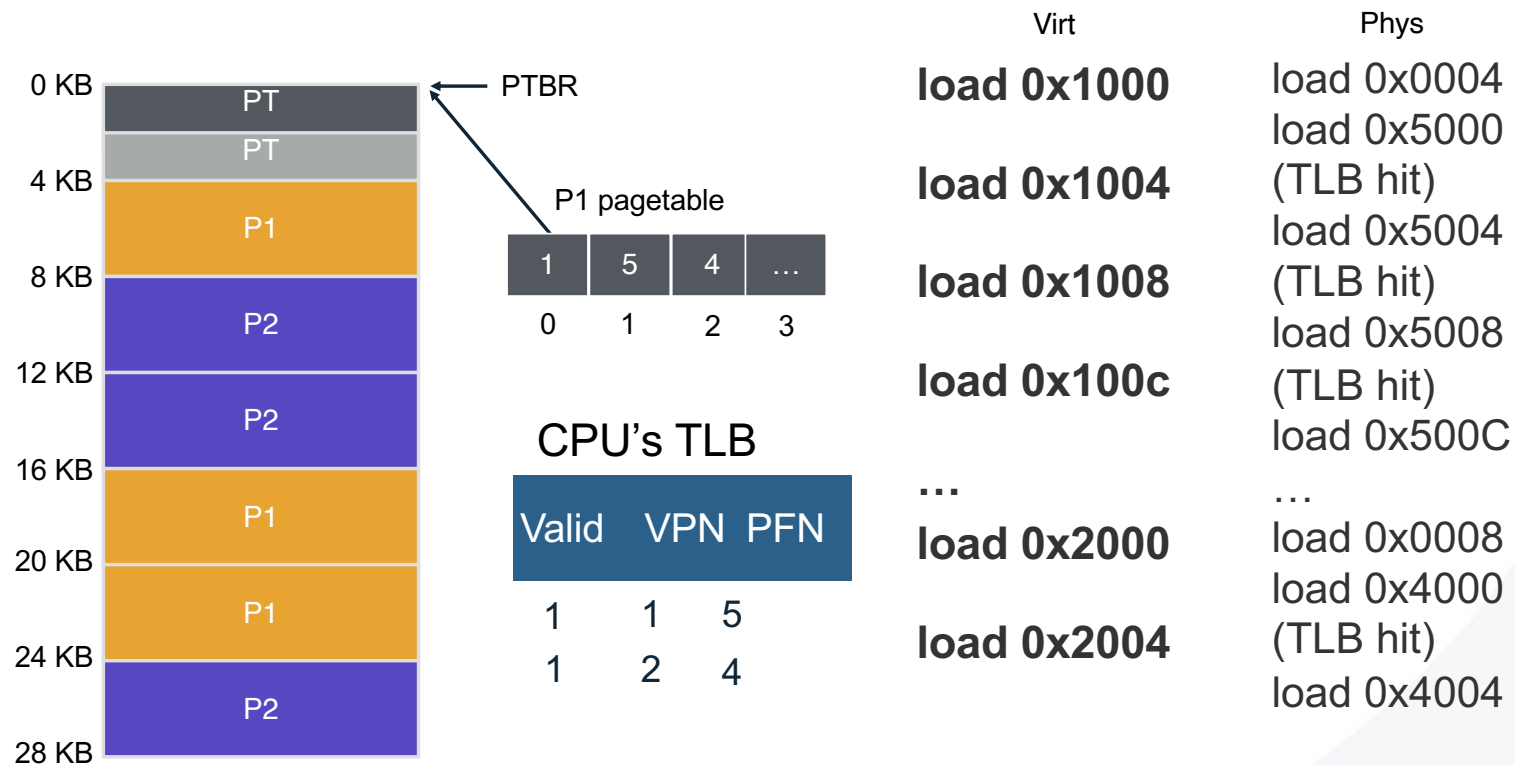 0 KB
PT
PT
4 KB
P1
8 KB
P2
12 KB
P2
16 KB
P1
20 KB
P1
24 KB
P2
28 KB
PTBR
P1 pagetable
1 5 4 …
0 1 2 3
CPU's TLB
Valid VPN PFN
1 1 5
1 2 4
Virt Phys
load 0x1000 load 0x0004
load 0x5000
load 0x1004 (TLB hit)
load 0x5004
load 0x1008 (TLB hit)
load 0x5008
load 0x100c (TLB hit)
load 0x500C
… …
load 0x2000 load 0x0008
load 0x4000
load 0x2004 (TLB hit)
load 0x4004